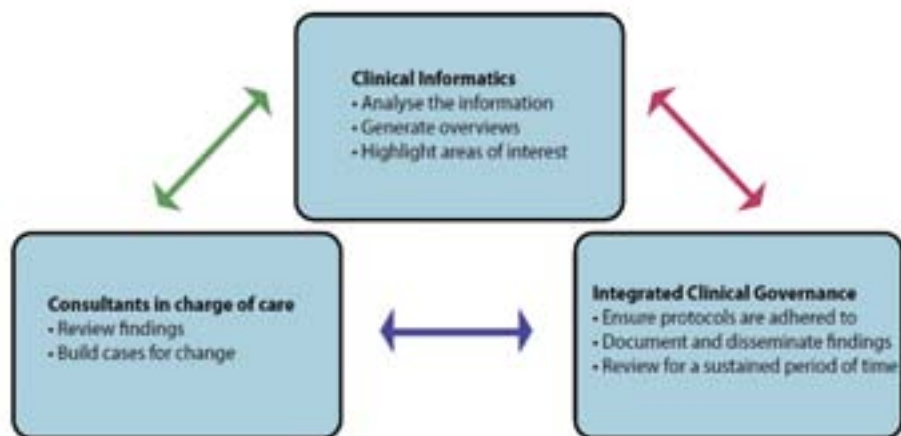 Clinical Informatics
• Analyse the information
• Generate overviews
• Highlight areas of interest
Consultants in charge of care
• Review findings
• Build cases for change
Integrated Clinical Governance
• Ensure protocols are adhered to
• Document and disseminate findings
• Review for a sustained period of time